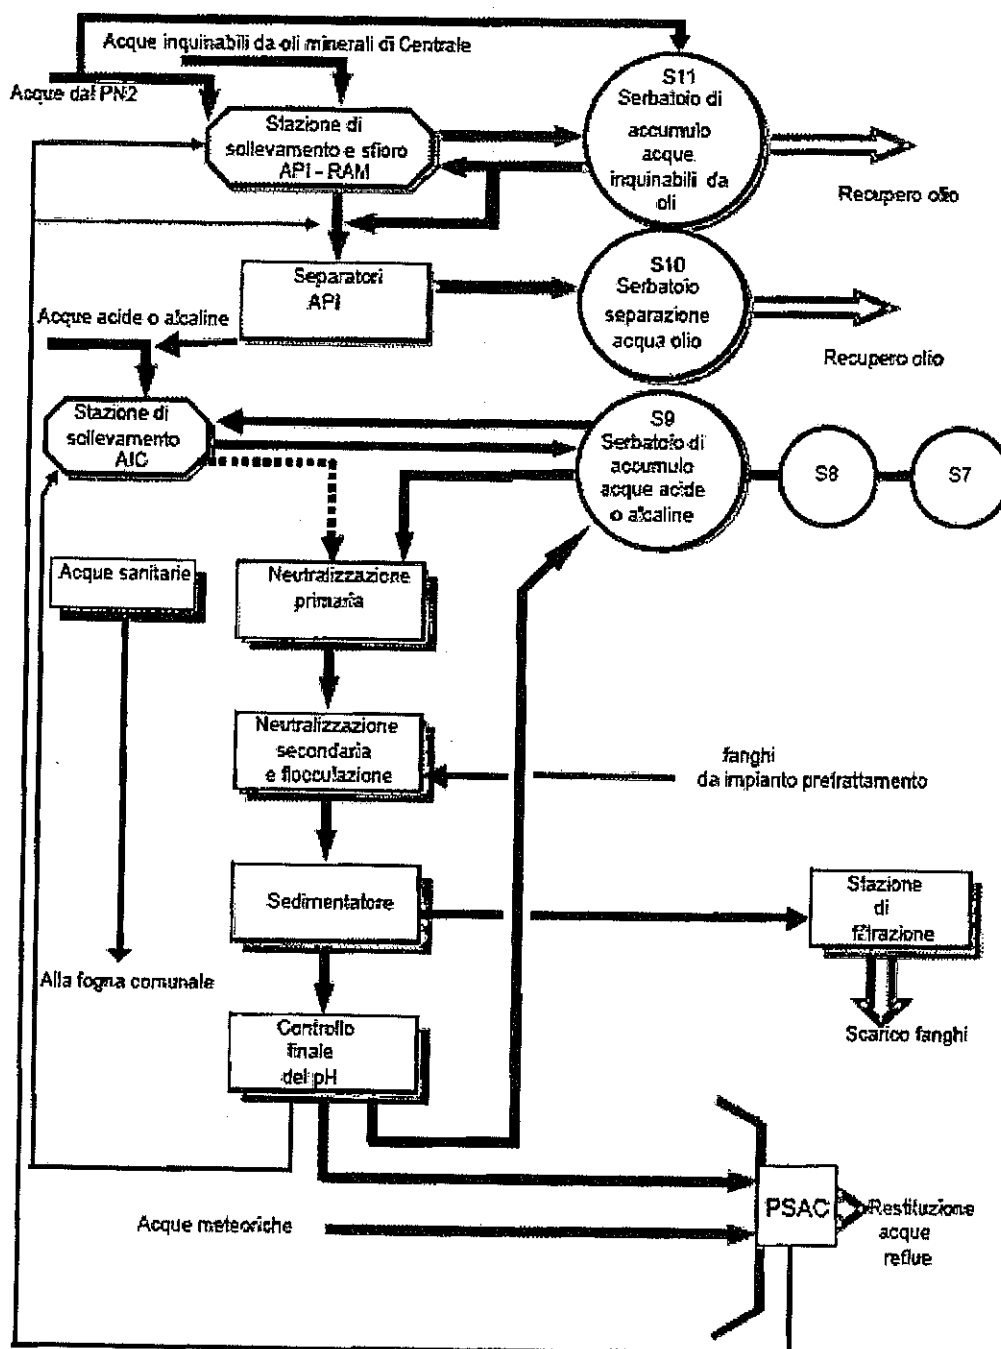 Acque inquinabili da oli minerali di Centrale
Acque dal PN2
Stazione di
sollevamento e sfioro
API - RAM
S11
Serbatoio di
accumulo
acque
inquinabili da
oli
Recupero olio
Separatori
API
S10
Serbatoio
separazione
acqua olio
Recupero olio
Acque acide o alcaline
Stazione di
sollevamento
AIC
S9
Serbatoio di
accumulo
acque acide
o alcaline
S8
S7
Acque sanitarie
Neutralizzazione
primaria
Neutralizzazione
secondaria
e flocculazione
fanghi
da impianto pretrattamento
Sedimentatore
Stazione
di
filtrazione
Alla fogna comunale
Scarico fanghi
Controllo
finale
del pH
Acque meteoriche
PSAC
Restituzione
acque
reflue